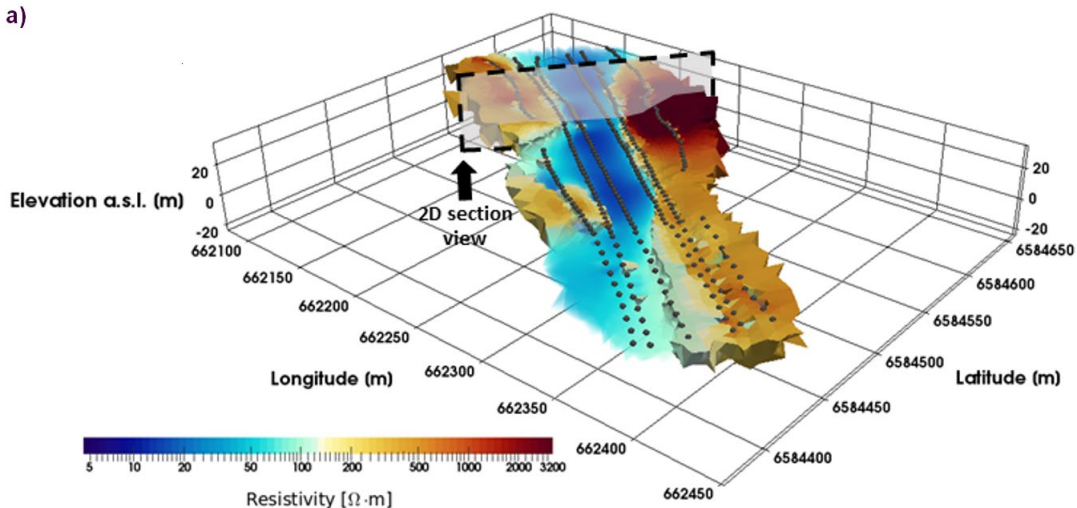 a)
Elevation a.s.l. (m)
20
0
-20
662100
662150
662200
662250
662300
662350
662400
662450
Longitude (m)
2D section
view
20
0
-20
6584650
6584600
6584550
6584500
6584450
6584400
Latitude (m)
5 10 20 50 100 200 500 1000 2000 3200
Resistivity [Ω·m]